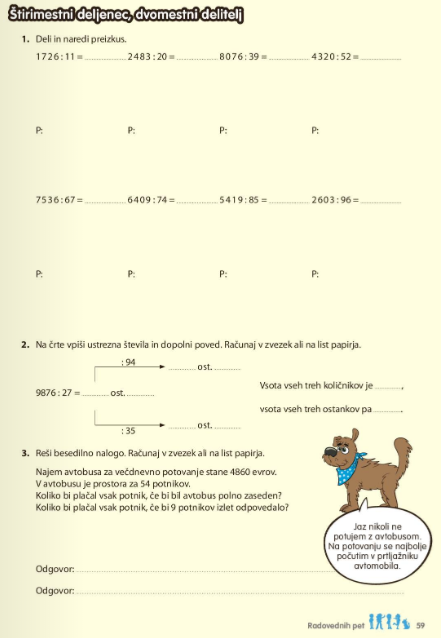 Štirimestni deljenec, dvomestni delitelj
1. Deli in naredi preizkus.
1726 : 11 = ............ 2483 : 20 = ............ 8076 : 39 = ............ 4320 : 52 = ............
P: P: P: P:
7536 : 67 = ............ 6409 : 74 = ............ 5419 : 85 = ............ 2603 : 96 = ............
P: P: P: P:
2. Na črte vpiši ustrezna števila in dopolni poved. Računaj v zvezek ali na list papirja.
: 94
............ ost. ............
Vsota vseh treh količnikov je ............,
9876 : 27 = ............ ost. ............
vsota vseh treh ostankov pa .............
............ ost. ............
: 35
3. Reši besedilno nalogo. Računaj v zvezek ali na list papirja.
Najem avtobusa za večdnevno potovanje stane 4860 evrov.
V avtobusu je prostora za 54 potnikov.
Koliko bi plačal vsak potnik, če bi bil avtobus polno zaseden?
Koliko bi plačal vsak potnik, če bi 9 potnikov izlet odpovedalo?
Jaz nikoli ne
potujem z avtobusom.
Na potovanju se najbolje
počutim v prtljažniku
avtomobila.
Odgovor: ............
Odgovor: ............
Radovednih pet 59